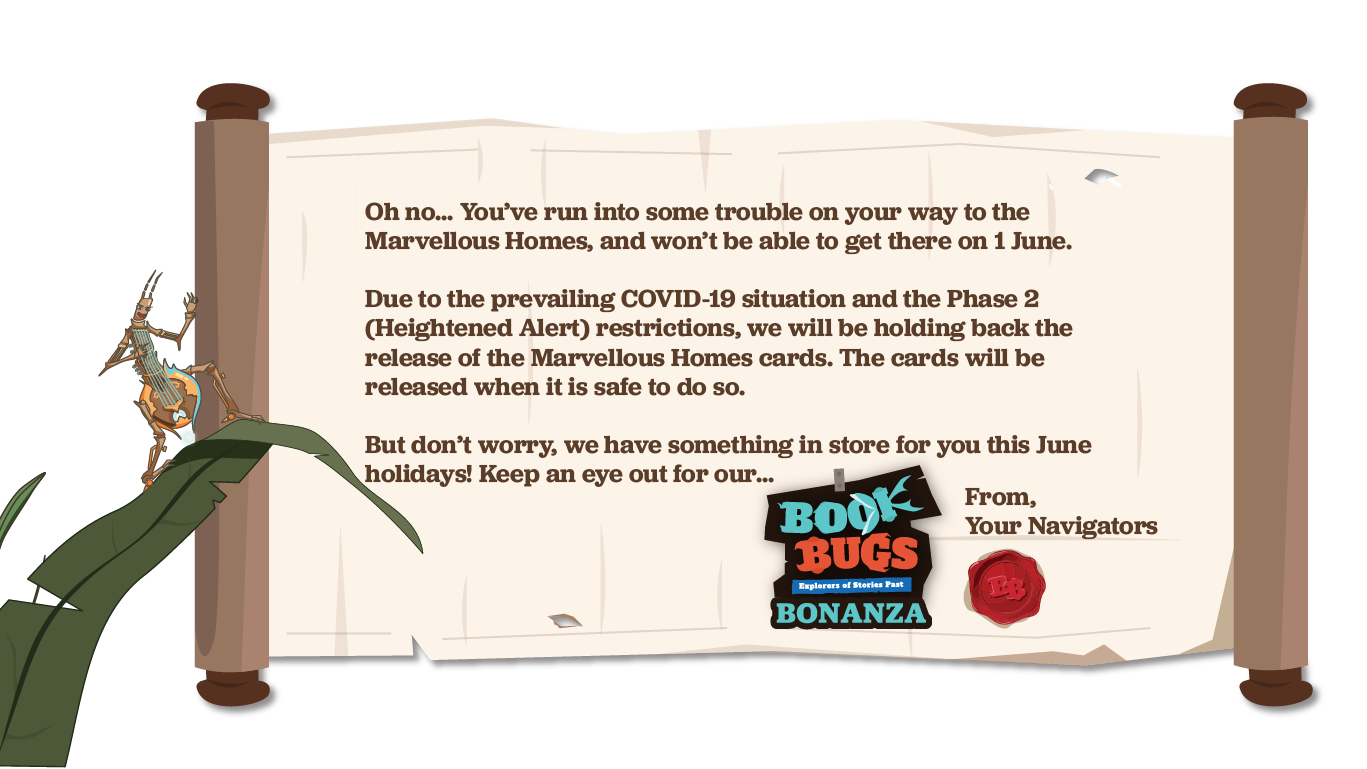 Oh no... You’ve run into some trouble on your way to the
Marvellous Homes, and won’t be able to get there on 1 June.
Due to the prevailing COVID-19 situation and the Phase 2
(Heightened Alert) restrictions, we will be holding back the
release of the Marvellous Homes cards. The cards will be
released when it is safe to do so.
But don’t worry, we have something in store for you this June
holidays! Keep an eye out for our...
BOOK
BUGS
Explorers of Stories Past
BONANZA
From,
Your Navigators
BB